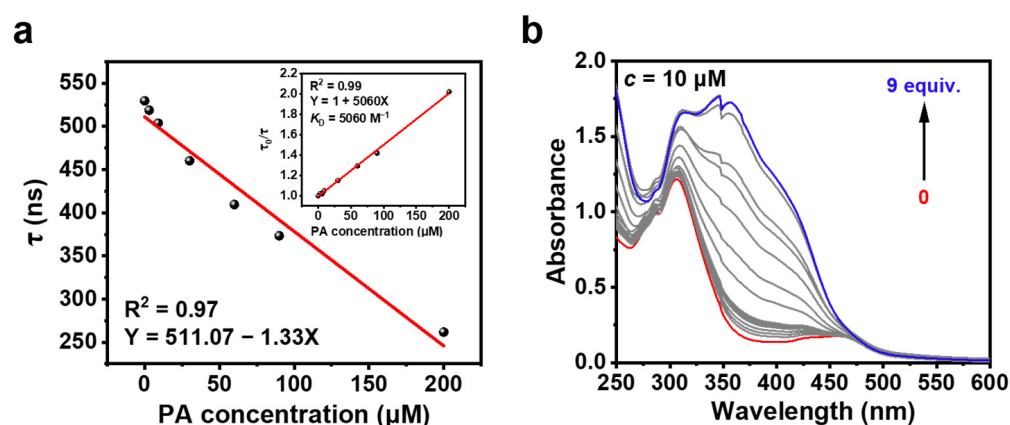 a
τ (ns)
550
500
450
400
350
300
250
R² = 0.97
Y = 511.07 − 1.33X
0
50
100
150
200
PA concentration (µM)
τ₀/τ
2.2
2.0
1.8
1.6
1.4
1.2
1.0
R² = 0.99
Y = 1 + 5060X
K_D = 5060 M⁻¹
0
50
100
150
200
PA concentration (µM)
b
Absorbance
2.0
1.5
1.0
0.5
0.0
c = 10 µM
9 equiv.
0
250
300
350
400
450
500
550
600
Wavelength (nm)